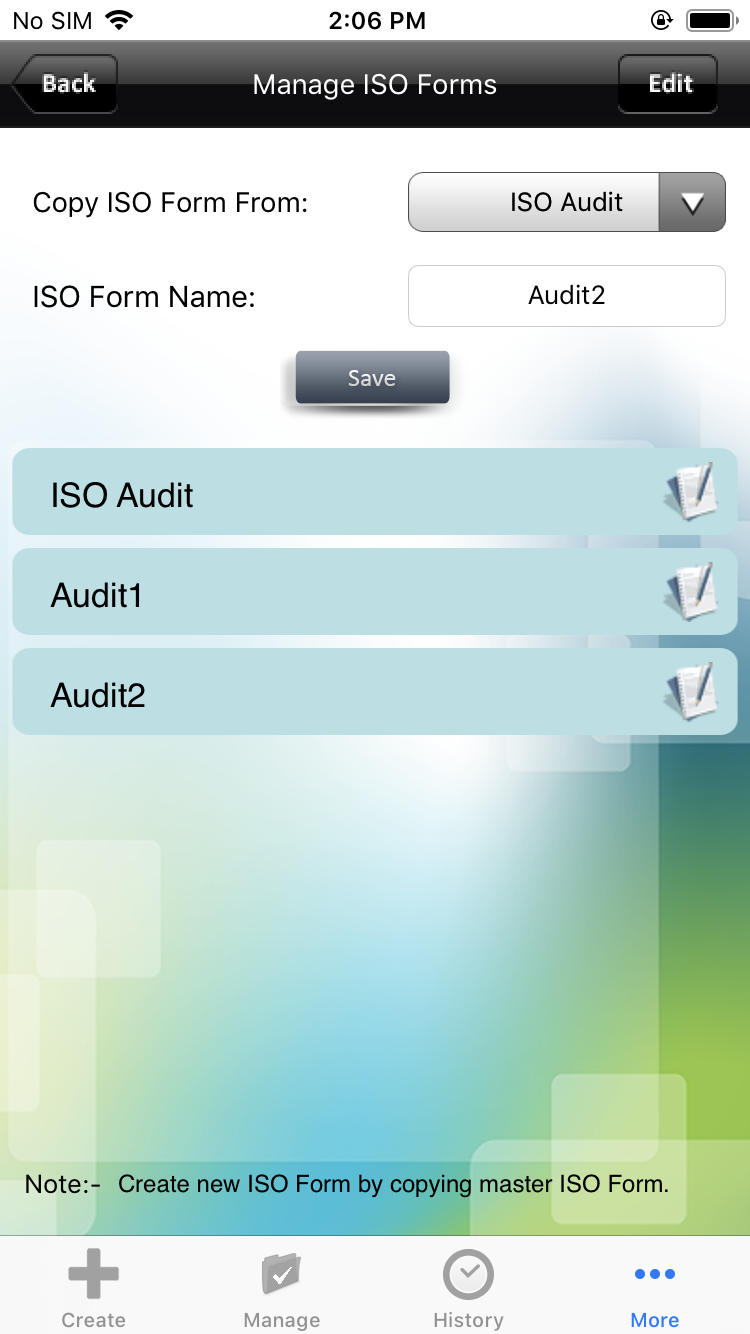 No SIM 2:06 PM
Back Manage ISO Forms Edit
Copy ISO Form From: ISO Audit
ISO Form Name: Audit2
Save
ISO Audit
Audit1
Audit2
Note:- Create new ISO Form by copying master ISO Form.
Create Manage History More